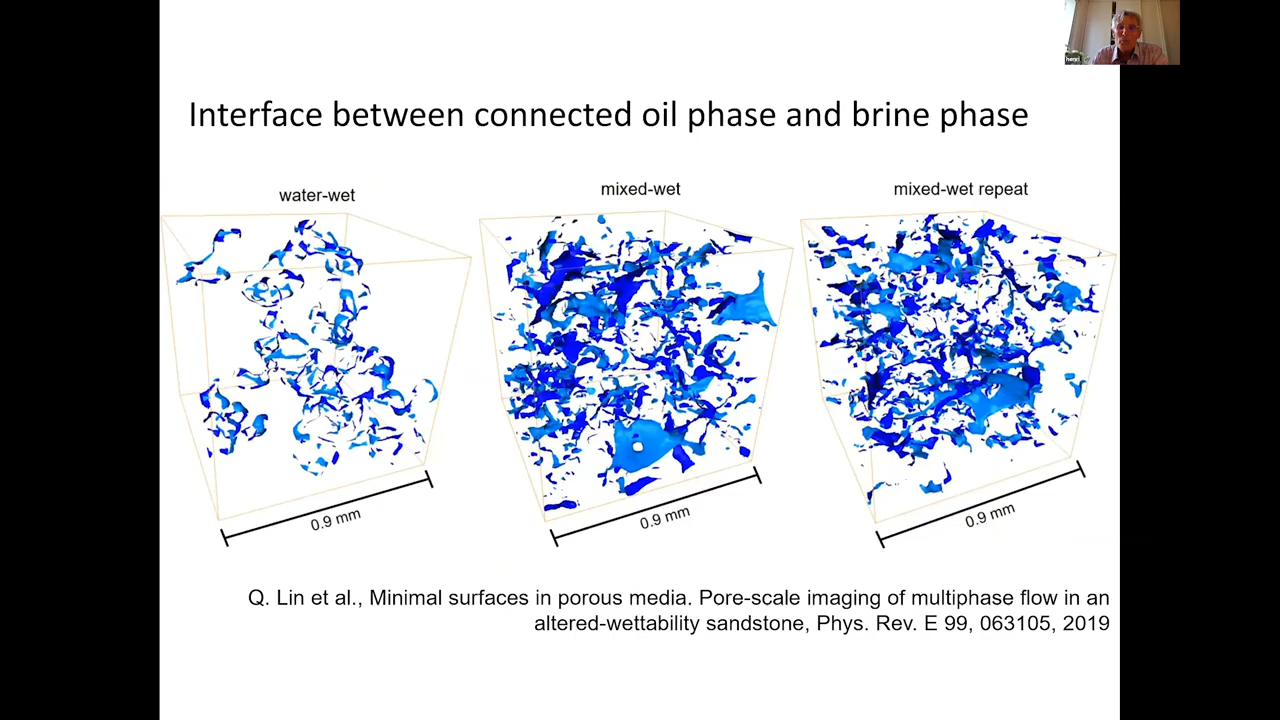 henri
Interface between connected oil phase and brine phase
water-wet
mixed-wet
mixed-wet repeat
0.9 mm
0.9 mm
0.9 mm
Q. Lin et al., Minimal surfaces in porous media. Pore-scale imaging of multiphase flow in an
altered-wettability sandstone, Phys. Rev. E 99, 063105, 2019